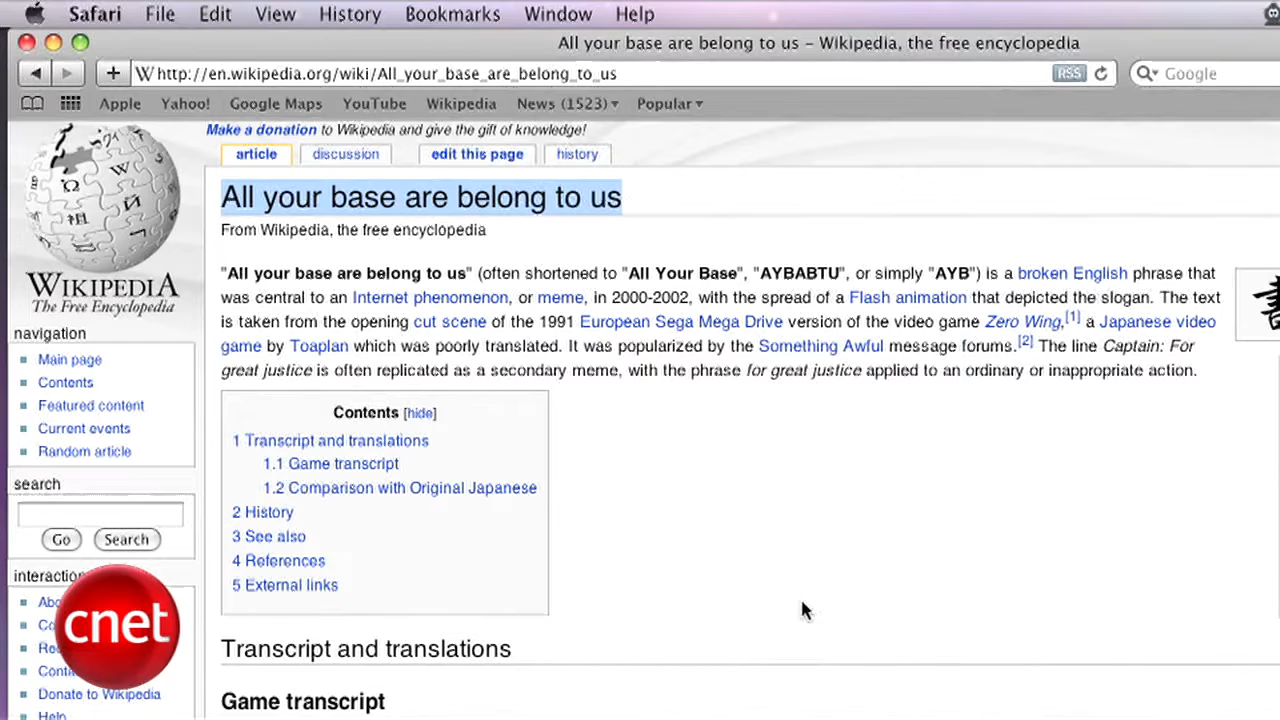 Safari File Edit View History Bookmarks Window Help
All your base are belong to us – Wikipedia, the free encyclopedia
W http://en.wikipedia.org/wiki/All_your_base_are_belong_to_us RSS Google
Apple Yahoo! Google Maps YouTube Wikipedia News (1523) Popular
Make a donation to Wikipedia and give the gift of knowledge!
article discussion edit this page history
All your base are belong to us
From Wikipedia, the free encyclopedia
"All your base are belong to us" (often shortened to "All Your Base", "AYBABTU", or simply "AYB") is a broken English phrase that
was central to an Internet phenomenon, or meme, in 2000-2002, with the spread of a Flash animation that depicted the slogan. The text
is taken from the opening cut scene of the 1991 European Sega Mega Drive version of the video game Zero Wing,[1] a Japanese video
game by Toaplan which was poorly translated. It was popularized by the Something Awful message forums.[2] The line Captain: For
great justice is often replicated as a secondary meme, with the phrase for great justice applied to an ordinary or inappropriate action.
WIKIPEDIA
The Free Encyclopedia
navigation
Main page
Contents
Featured content
Current events
Random article
search
Go Search
interaction
Donate to Wikipedia
Help
cnet
Contents [hide]
1 Transcript and translations
1.1 Game transcript
1.2 Comparison with Original Japanese
2 History
3 See also
4 References
5 External links
Transcript and translations
Game transcript